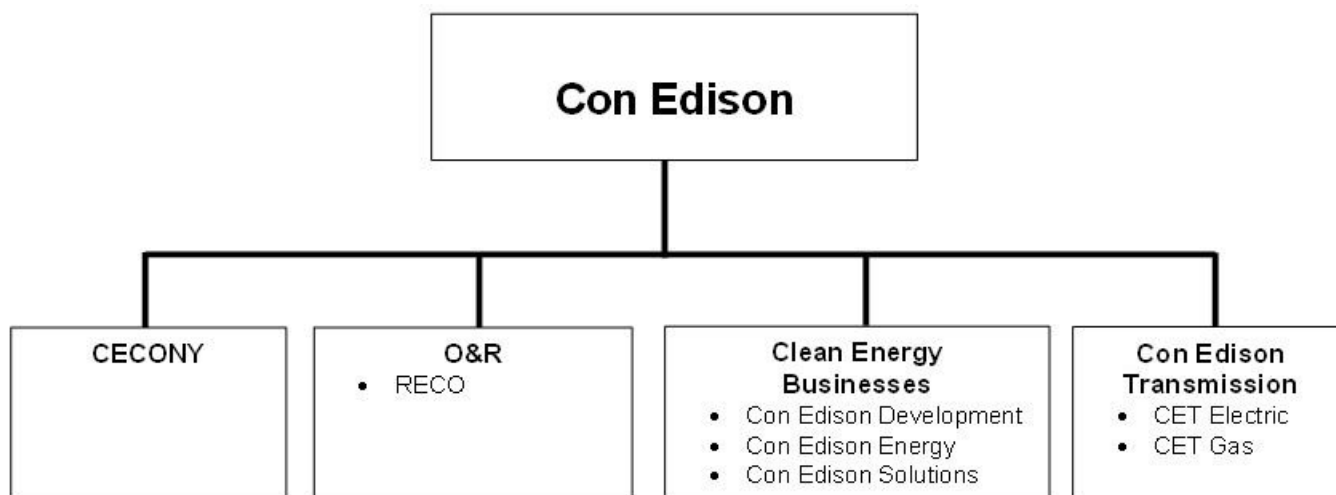 Con Edison
CECONY
O&R
• RECO
Clean Energy
Businesses
• Con Edison Development
• Con Edison Energy
• Con Edison Solutions
Con Edison
Transmission
• CET Electric
• CET Gas